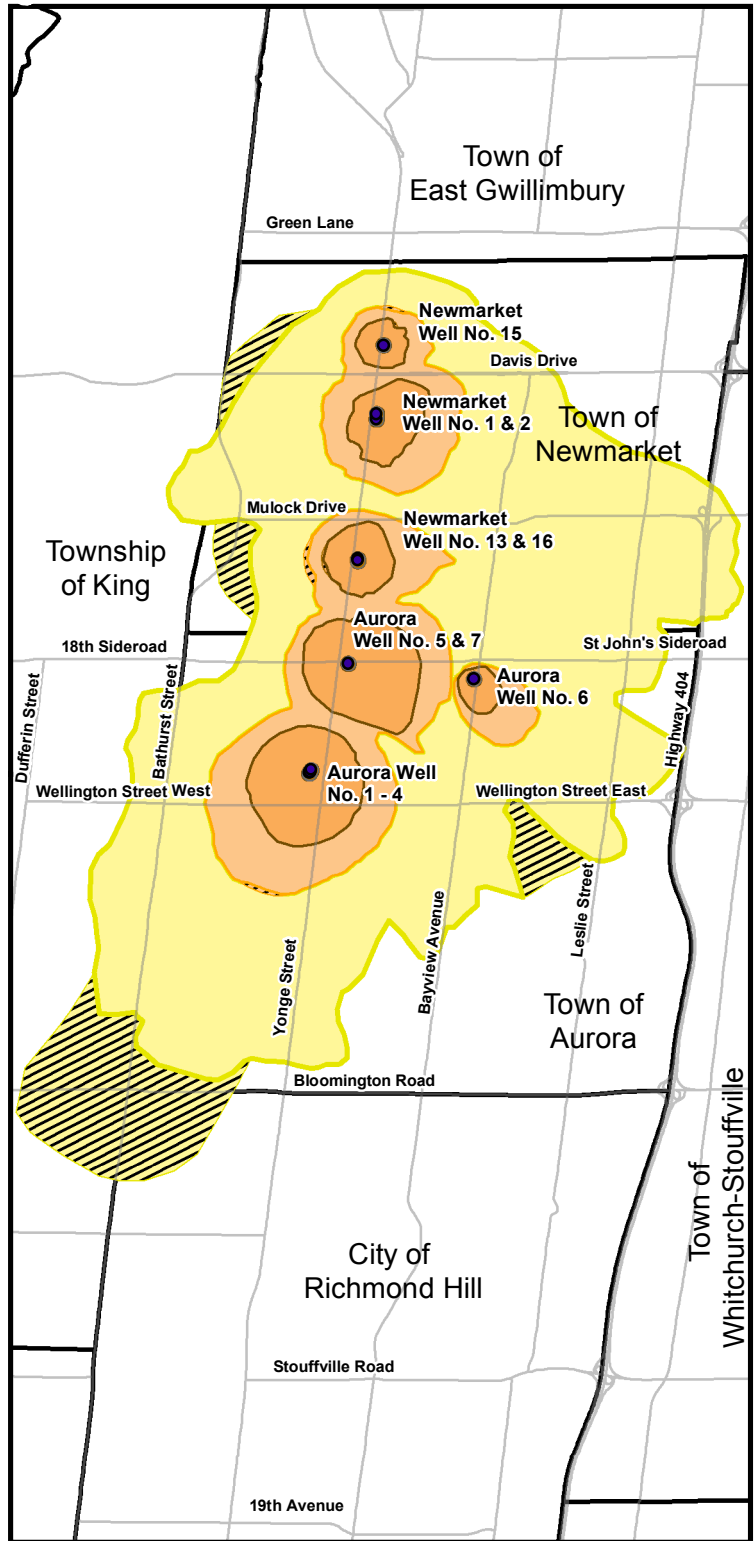 Town of
East Gwillimbury
Green Lane
Newmarket
Well No. 15
Davis Drive
Newmarket
Well No. 1 & 2
Town of
Newmarket
Mulock Drive
Newmarket
Well No. 13 & 16
Township
of King
Aurora
Well No. 5 & 7
18th Sideroad
St John's Sideroad
Aurora
Well No. 6
Dufferin Street
Bathurst Street
Highway 404
Aurora Well
No. 1 - 4
Wellington Street West
Wellington Street East
Yonge Street
Bayview Avenue
Leslie Street
Town of
Aurora
Bloomington Road
Town of
Whitchurch-Stouffville
City of
Richmond Hill
Stouffville Road
19th Avenue